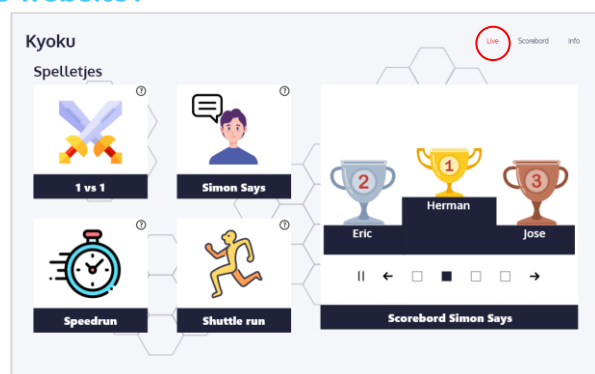 Kyoku
Live
Scorebord
Info
Spelletjes
?
1 vs 1
?
Simon Says
?
Speedrun
?
Shuttle run
2
1
3
Eric
Herman
Jose
Scorebord Simon Says